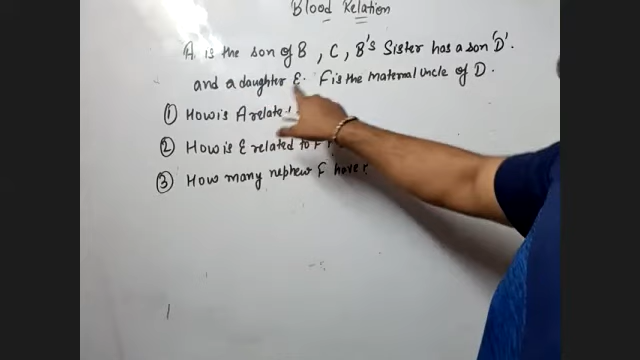 Blood Relation
A is the son of B, C, B's Sister has a son 'D'.
and a daughter E. F is the Maternal Uncle of D.
① How is A relate
② How is E related to F
③ How many nephew F have